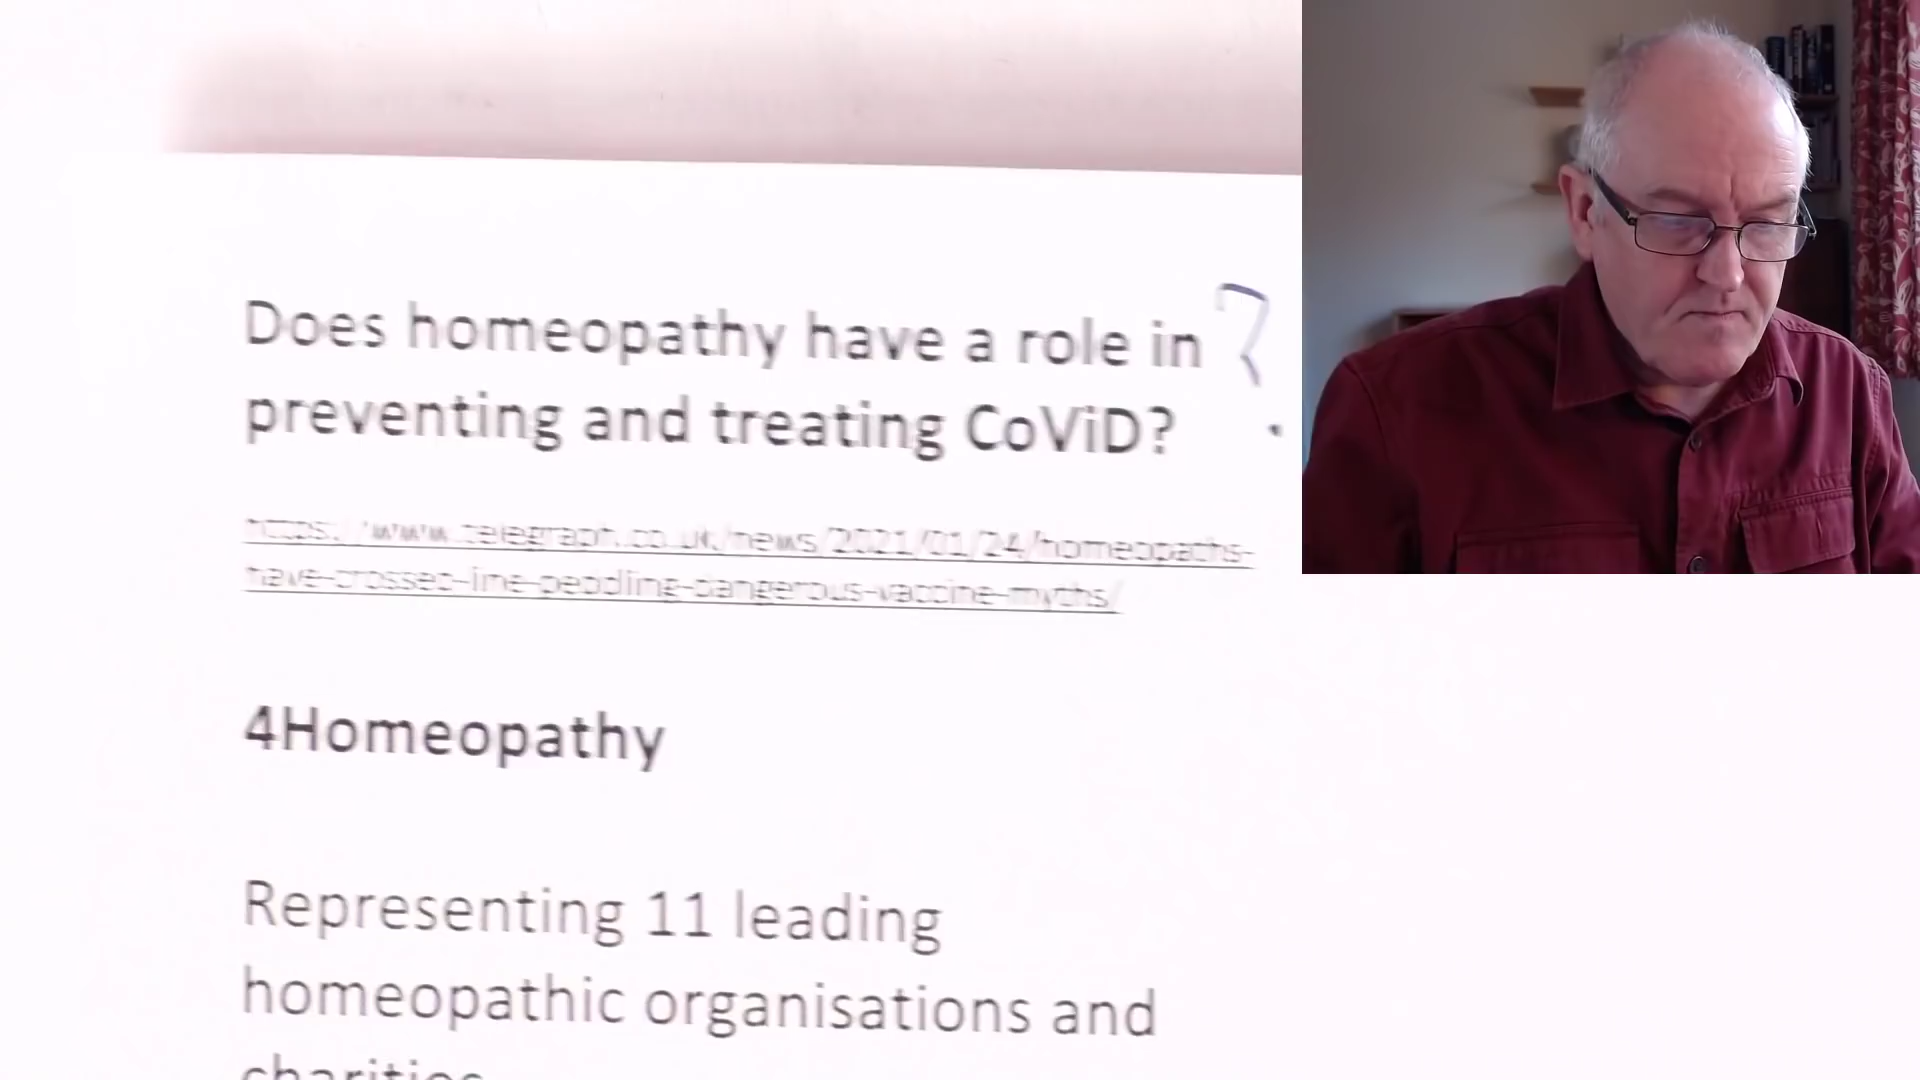 Does homeopathy have a role in ?
preventing and treating CoViD?
https://www.telegraph.co.uk/news/2021/01/24/homeopaths-
have-crossed-line-peddling-dangerous-vaccine-myths/
4Homeopathy
Representing 11 leading
homeopathic organisations and
charities